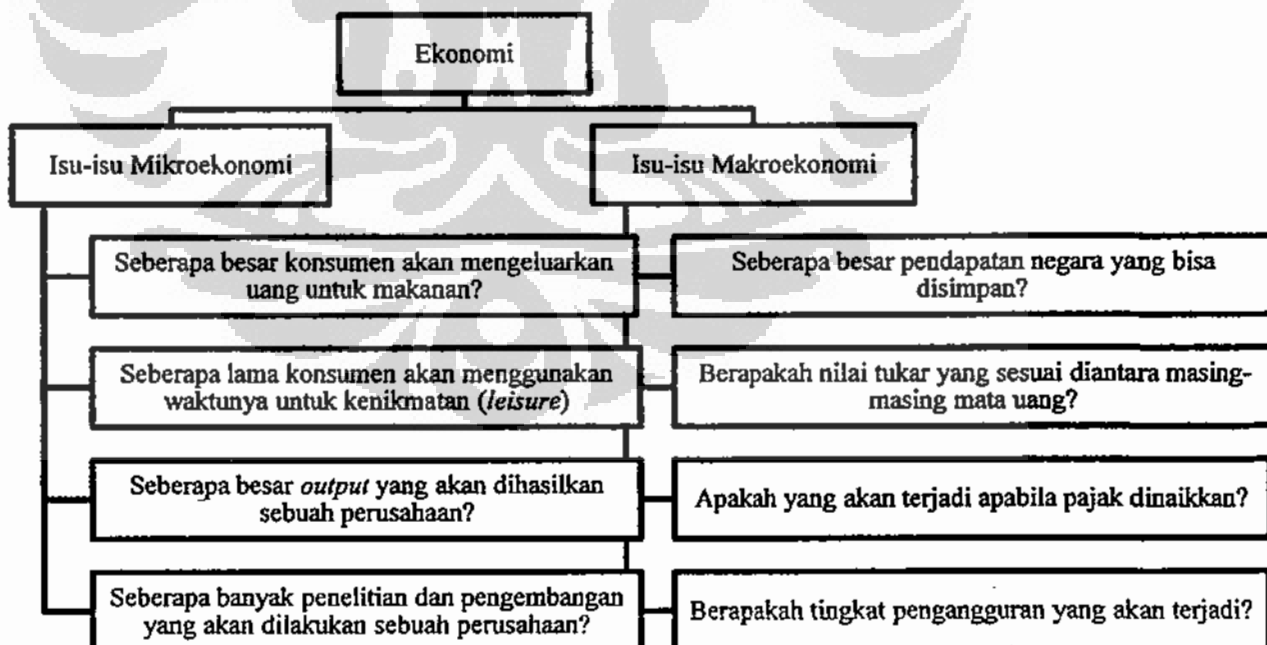 Ekonomi
Isu-isu Mikroekonomi
Isu-isu Makroekonomi
Seberapa besar konsumen akan mengeluarkan
uang untuk makanan?
Seberapa besar pendapatan negara yang bisa
disimpan?
Seberapa lama konsumen akan menggunakan
waktunya untuk kenikmatan (leisure)
Berapakah nilai tukar yang sesuai diantara masing-
masing mata uang?
Seberapa besar output yang akan dihasilkan
sebuah perusahaan?
Apakah yang akan terjadi apabila pajak dinaikkan?
Seberapa banyak penelitian dan pengembangan
yang akan dilakukan sebuah perusahaan?
Berapakah tingkat pengangguran yang akan terjadi?